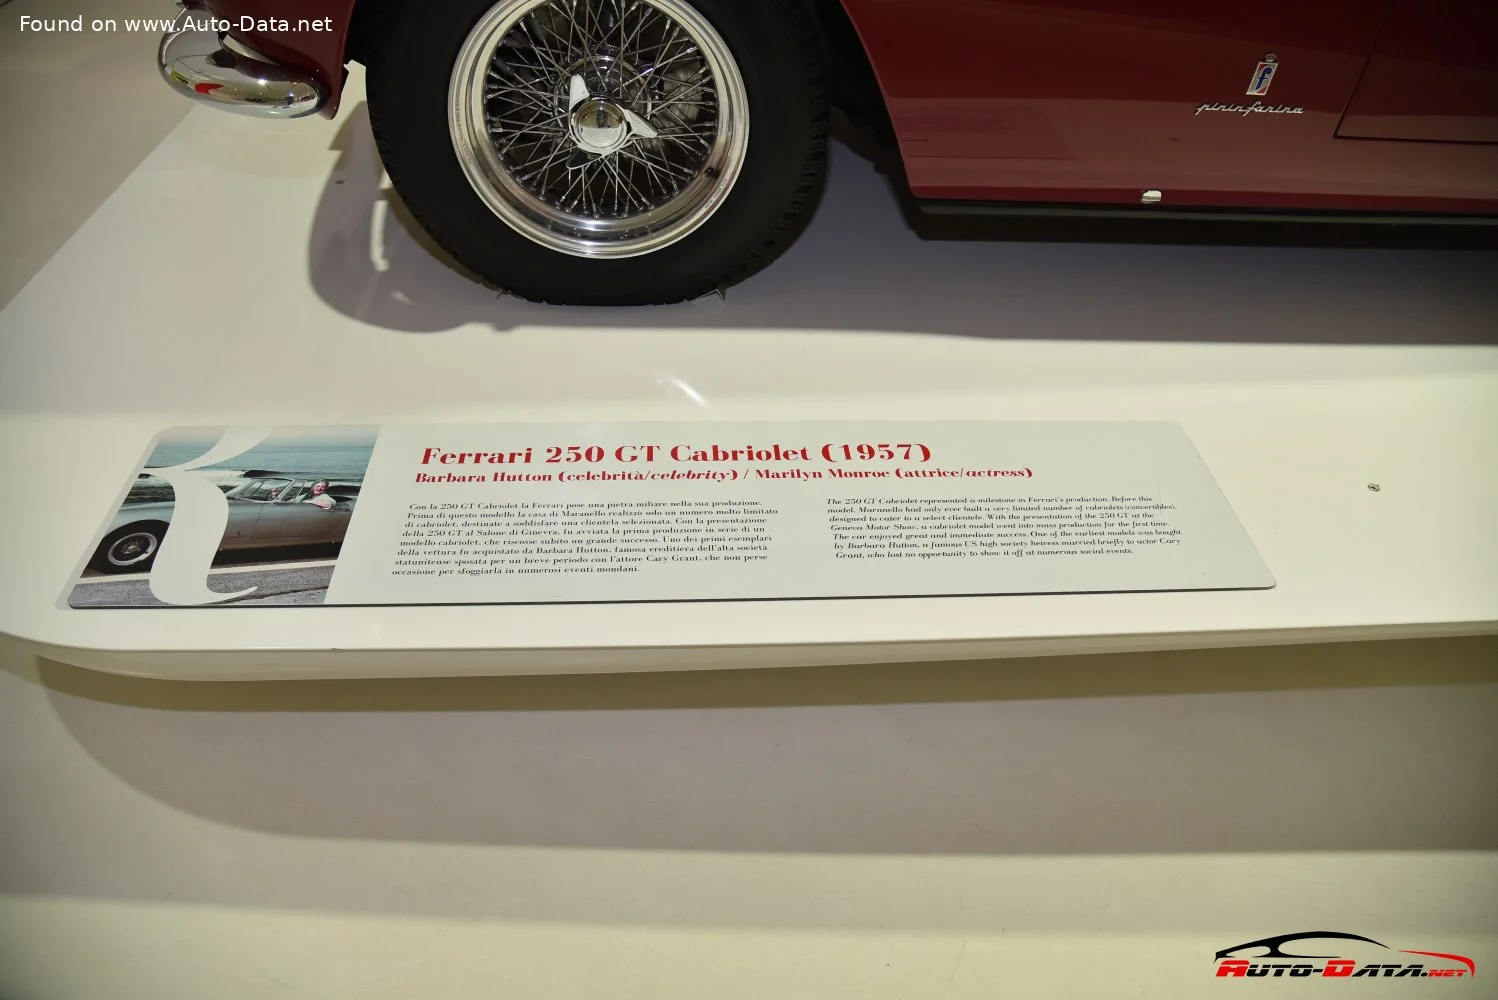 Found on www.Auto-Data.net
pininfarina
Ferrari 250 GT Cabriolet (1957)
Barbara Hutton (celebrità/celebrity) / Marilyn Monroe (attrice/actress)
Con la 250 GT Cabriolet la Ferrari pose una pietra miliare nella sua produzione.
Prima di questo modello la casa di Maranello realizzò solo un numero molto limitato
di cabriolet, destinate a soddisfare una clientela selezionata. Con la presentazione
della 250 GT al Salone di Ginevra, fu avviata la prima produzione in serie di un
modello cabriolet, che riscosse subito un grande successo. Uno dei primi esemplari
della vettura fu acquistato da Barbara Hutton, famosa ereditiera dell'alta società
statunitense sposata per un breve periodo con l'attore Cary Grant, che non perse
occasione per sfoggiarla in numerosi eventi mondani.
The 250 GT Cabriolet represented a milestone in Ferrari's production. Before this
model, Maranello had only ever built a very limited number of cabriolets (convertibles),
designed to cater to a select clientele. With the presentation of the 250 GT at the
Geneva Motor Show, a cabriolet model went into mass production for the first time.
The car enjoyed great and immediate success. One of the earliest models was bought
by Barbara Hutton, a famous US high society heiress married briefly to actor Cary
Grant, who lost no opportunity to show it off at numerous social events.
AUTO-DATA.NET